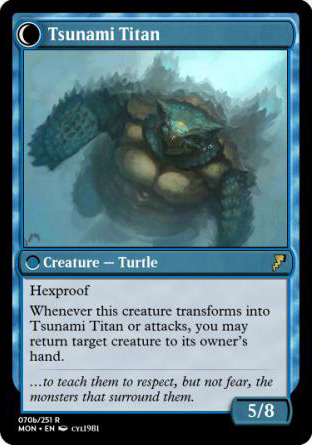 Tsunami Titan
Creature — Turtle
Hexproof
Whenever this creature transforms into
Tsunami Titan or attacks, you may
return target creature to its owner's
hand.
…to teach them to respect, but not fear, the
monsters that surround them.
5/8
070b/251 R
MON • EN cyl1981